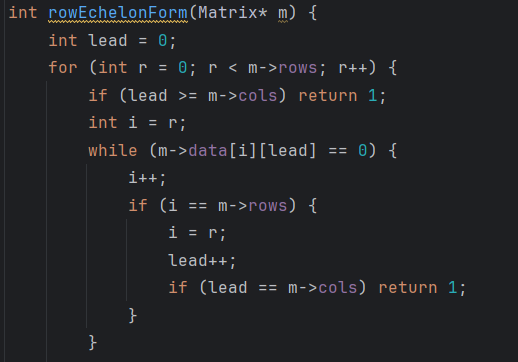 int rowEchelonForm(Matrix* m) {
    int lead = 0;
    for (int r = 0; r < m->rows; r++) {
        if (lead >= m->cols) return 1;
        int i = r;
        while (m->data[i][lead] == 0) {
            i++;
            if (i == m->rows) {
                i = r;
                lead++;
                if (lead == m->cols) return 1;
            }
        }